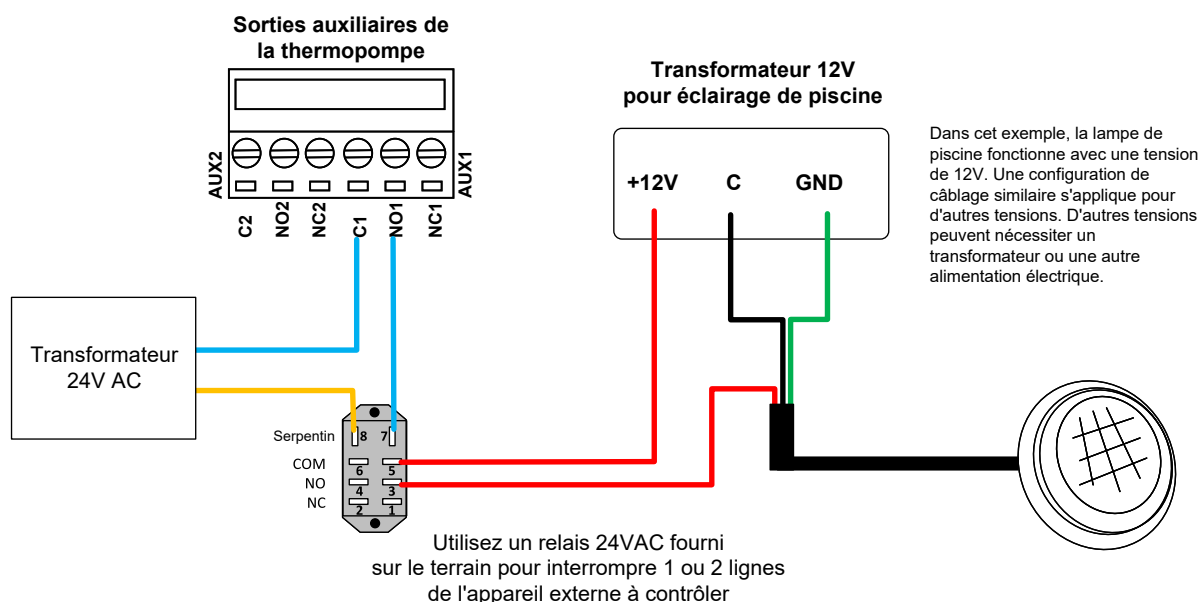 Sorties auxiliaires de
la thermopompe
AUX2
AUX1
C2
NO2
NC2
C1
NO1
NC1
Transformateur 12V
pour éclairage de piscine
+12V C GND
Dans cet exemple, la lampe de
piscine fonctionne avec une tension
de 12V. Une configuration de
câblage similaire s'applique pour
d'autres tensions. D'autres tensions
peuvent nécessiter un
transformateur ou une autre
alimentation électrique.
Transformateur
24V AC
Serpentin 8 7
COM 6 5
NO 4 3
NC 2 1
Utilisez un relais 24VAC fourni
sur le terrain pour interrompre 1 ou 2 lignes
de l'appareil externe à contrôler